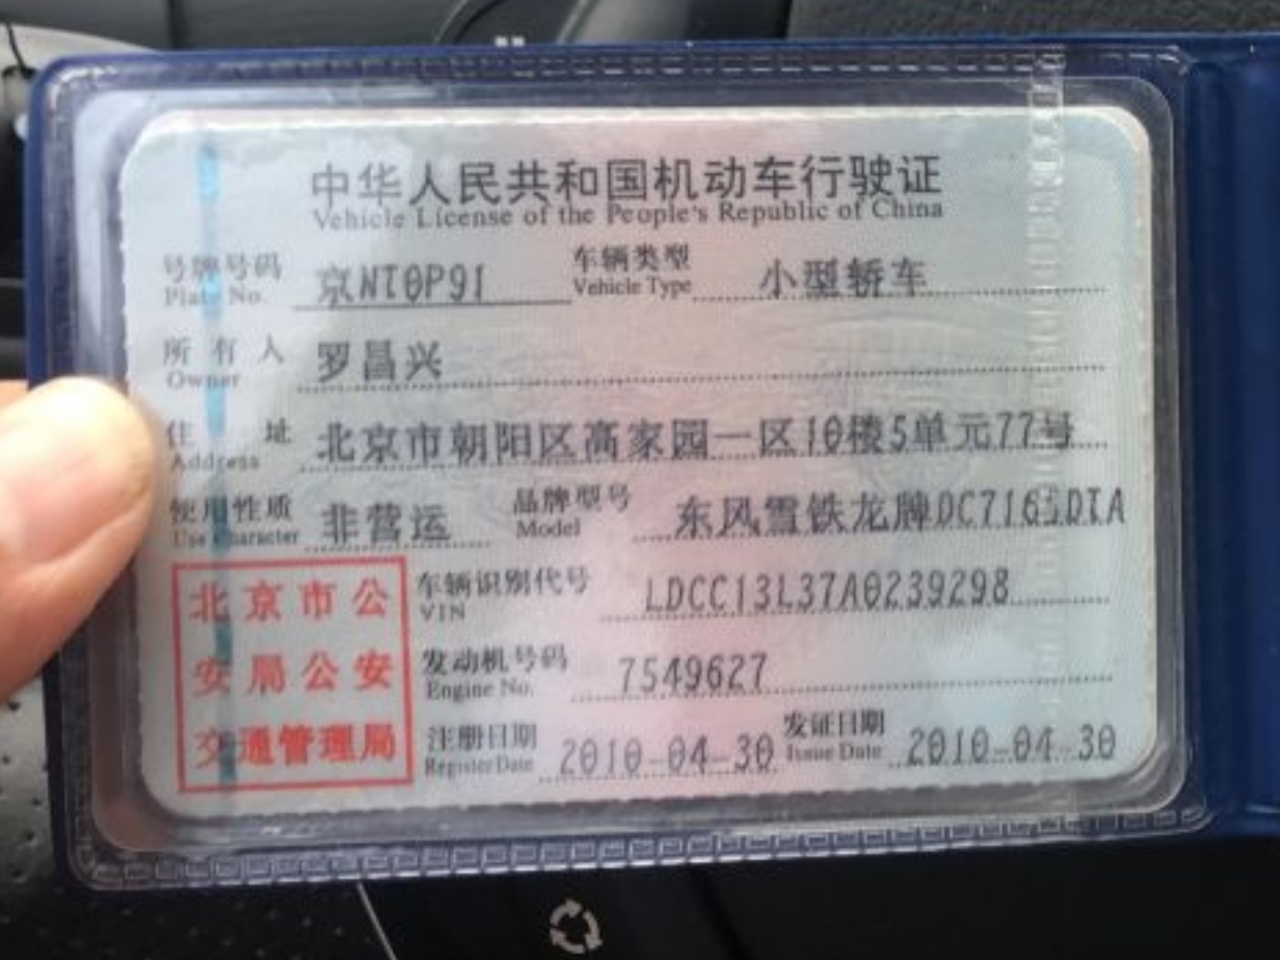 中华人民共和国机动车行驶证
Vehicle License of the People's Republic of China
号牌号码 京NT0P91 车辆类型 小型轿车
Plate No. Vehicle Type
所有人 罗昌兴
Owner
住址 北京市朝阳区高家园一区10楼5单元77号
Address
使用性质 非营运 品牌型号 东风雪铁龙牌DC7165DTA
Use Character Model
北京市公
安局公安
交通管理局
车辆识别代号 LDCC13L37A0239298
VIN
发动机号码 7549627
Engine No.
注册日期 2010-04-30 发证日期 2010-04-30
Register Date Issue Date